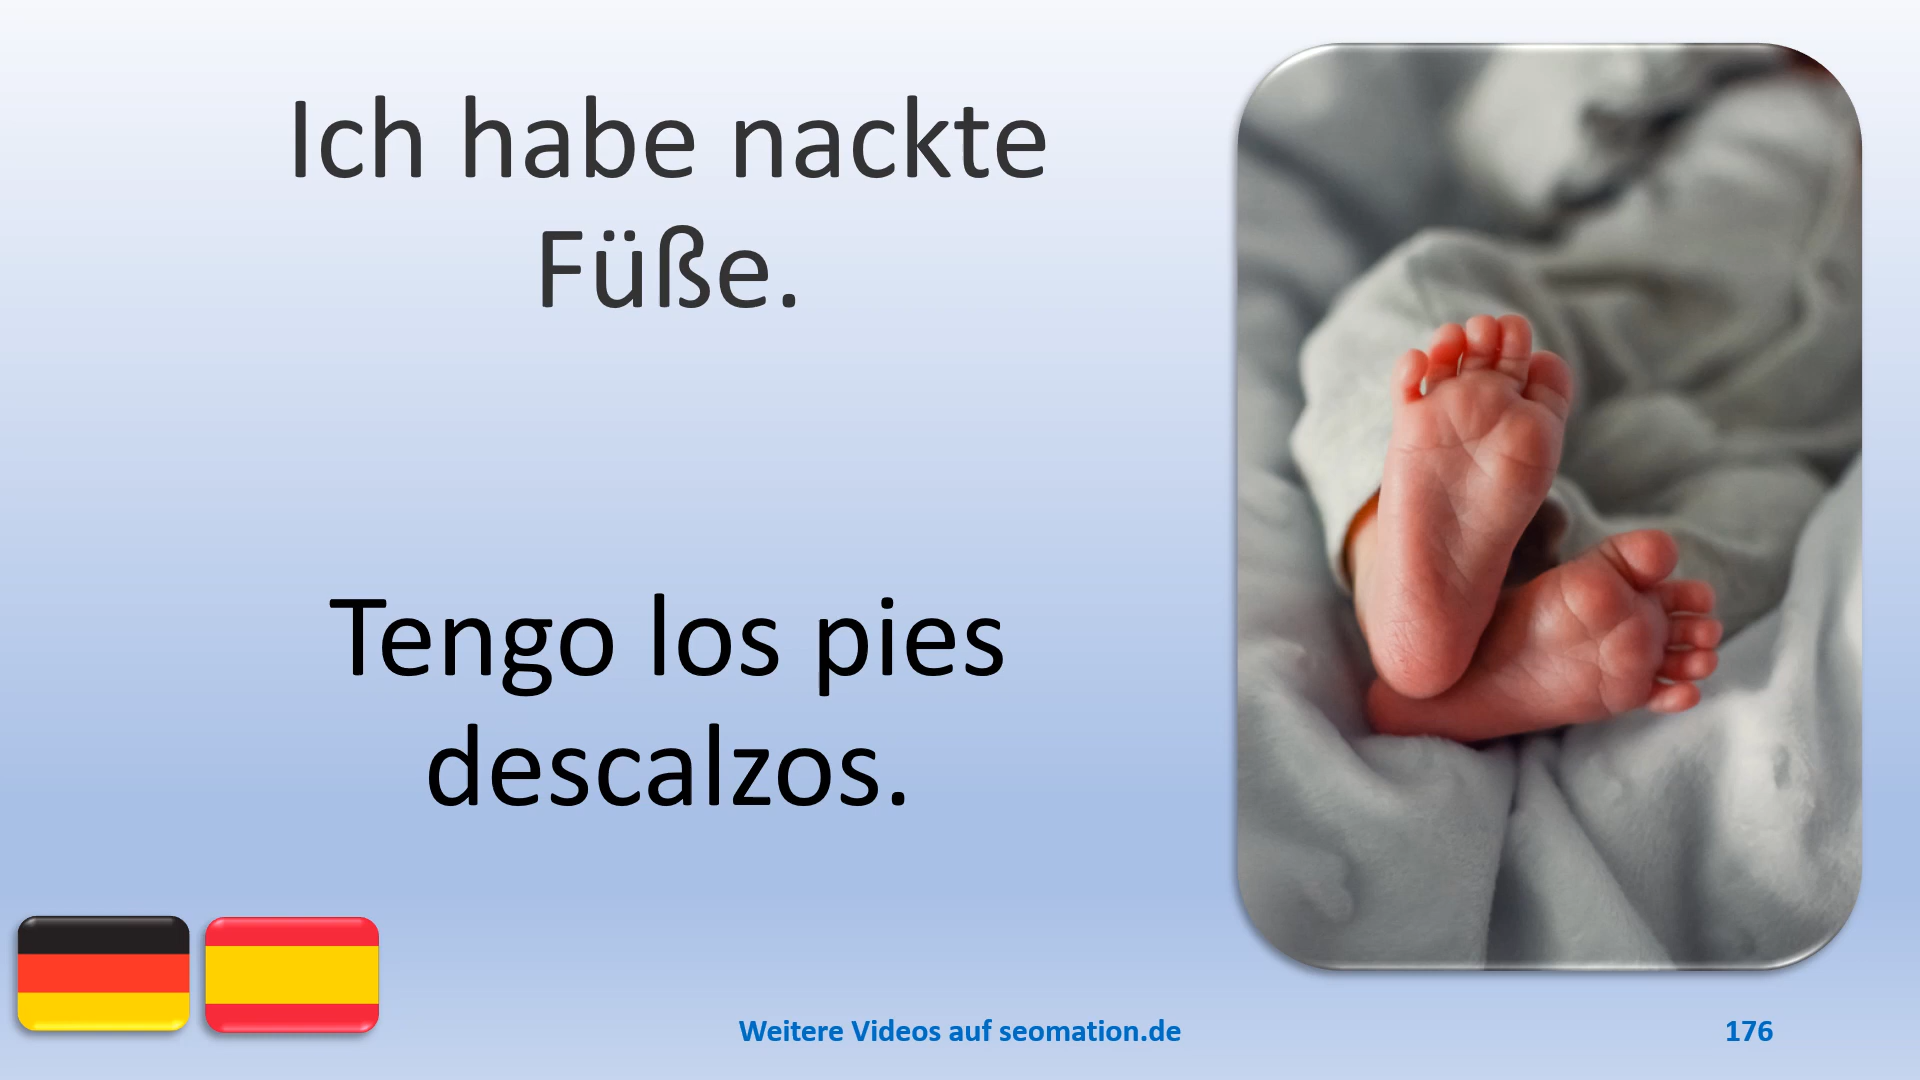 Ich habe nackte
Füße.
Tengo los pies
descalzos.
Weitere Videos auf seomation.de
176